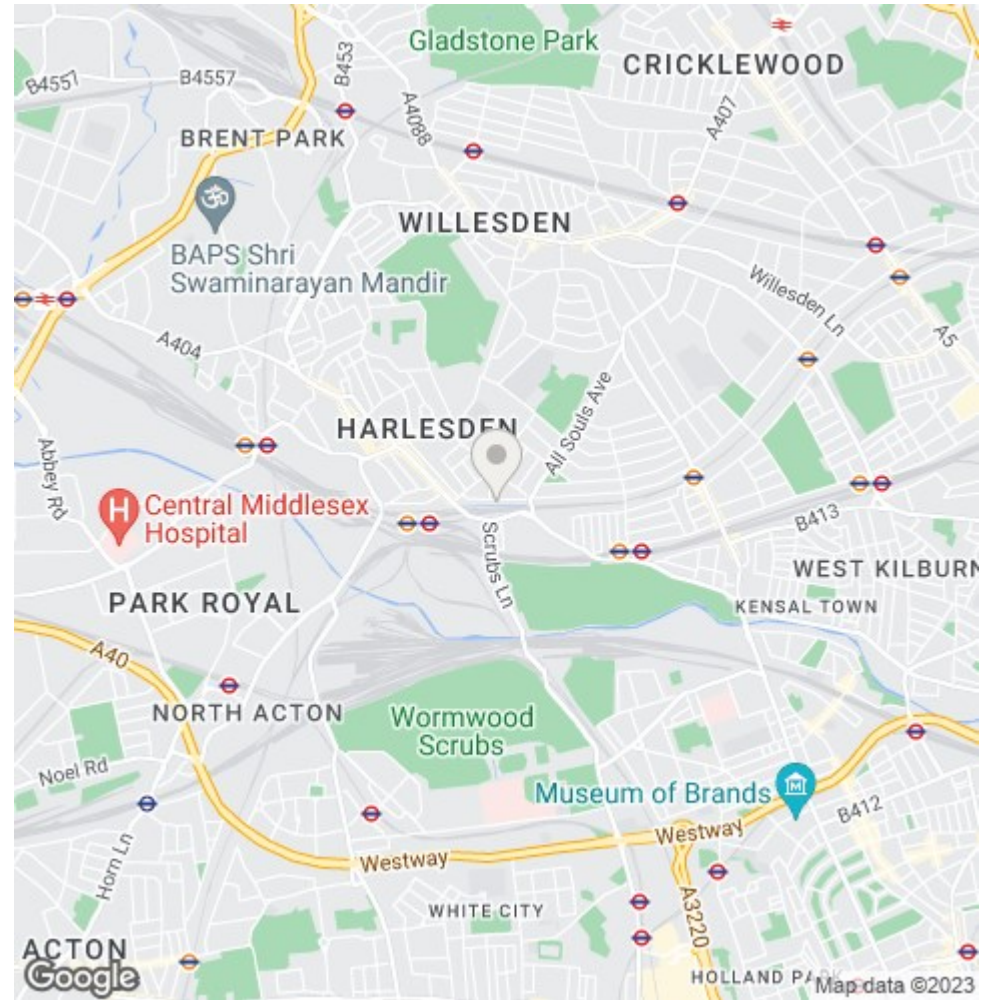 Gladstone Park
CRICKLEWOOD
B453
B4557
B4557
A4088
A407
BRENT PARK
WILLESDEN
BAPS Shri
Swaminarayan Mandir
Willesden Ln
A404
A5
All Souls Ave
HARLESDEN
Abbey Rd
H
Central Middlesex
Hospital
B413
Scrubs Ln
WEST KILBURN
PARK ROYAL
KENSAL TOWN
A40
NORTH ACTON
Wormwood
Scrubs
Noel Rd
Museum of Brands
M
B412
Westway
Westway
Horn Ln
A3220
WHITE CITY
ACTON
Google
HOLLAND PARK
Map data ©2023